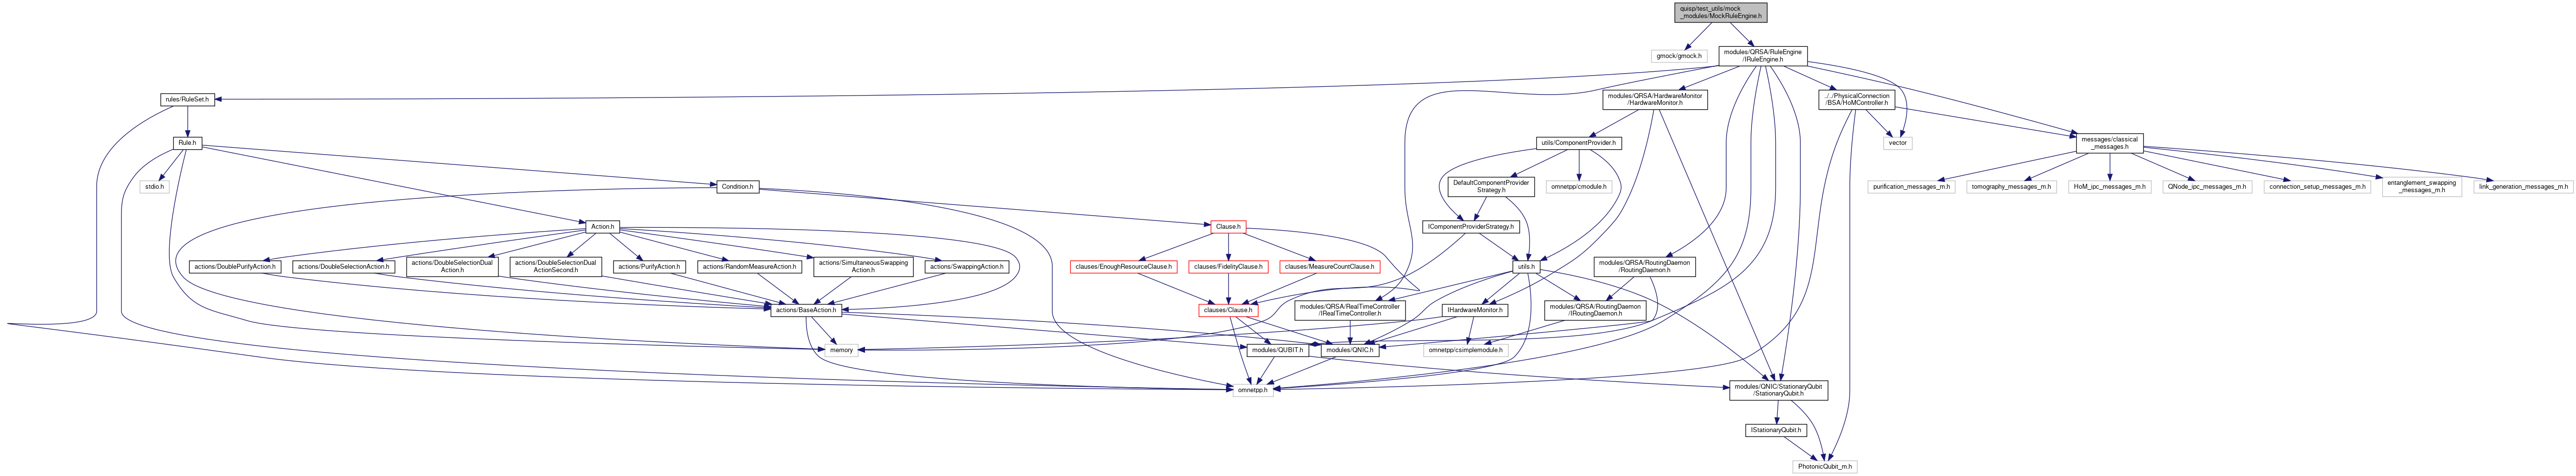 quisp/test_utils/mock
_modules/MockRuleEngine.h
gmock/gmock.h
modules/QRSA/RuleEngine
/IRuleEngine.h
rules/RuleSet.h
modules/QRSA/HardwareMonitor
/HardwareMonitor.h
../../PhysicalConnection
/BSA/HoMController.h
Rule.h
utils/ComponentProvider.h
vector
messages/classical
_messages.h
stdio.h
Condition.h
DefaultComponentProvider
Strategy.h
omnetpp/cmodule.h
purification_messages_m.h
tomography_messages_m.h
HoM_ipc_messages_m.h
QNode_ipc_messages_m.h
connection_setup_messages_m.h
entanglement_swapping
_messages_m.h
link_generation_messages_m.h
Action.h
Clause.h
IComponentProviderStrategy.h
actions/DoublePurifyAction.h
actions/DoubleSelectionAction.h
actions/DoubleSelectionDual
Action.h
actions/DoubleSelectionDual
ActionSecond.h
actions/PurifyAction.h
actions/RandomMeasureAction.h
actions/SimultaneousSwapping
Action.h
actions/SwappingAction.h
clauses/EnoughResourceClause.h
clauses/FidelityClause.h
clauses/MeasureCountClause.h
utils.h
modules/QRSA/RoutingDaemon
/RoutingDaemon.h
actions/BaseAction.h
clauses/Clause.h
modules/QRSA/RealTimeController
/IRealTimeController.h
IHardwareMonitor.h
modules/QRSA/RoutingDaemon
/IRoutingDaemon.h
memory
modules/QUBIT.h
modules/QNIC.h
omnetpp/csimplemodule.h
omnetpp.h
modules/QNIC/StationaryQubit
/StationaryQubit.h
IStationaryQubit.h
PhotonicQubit_m.h